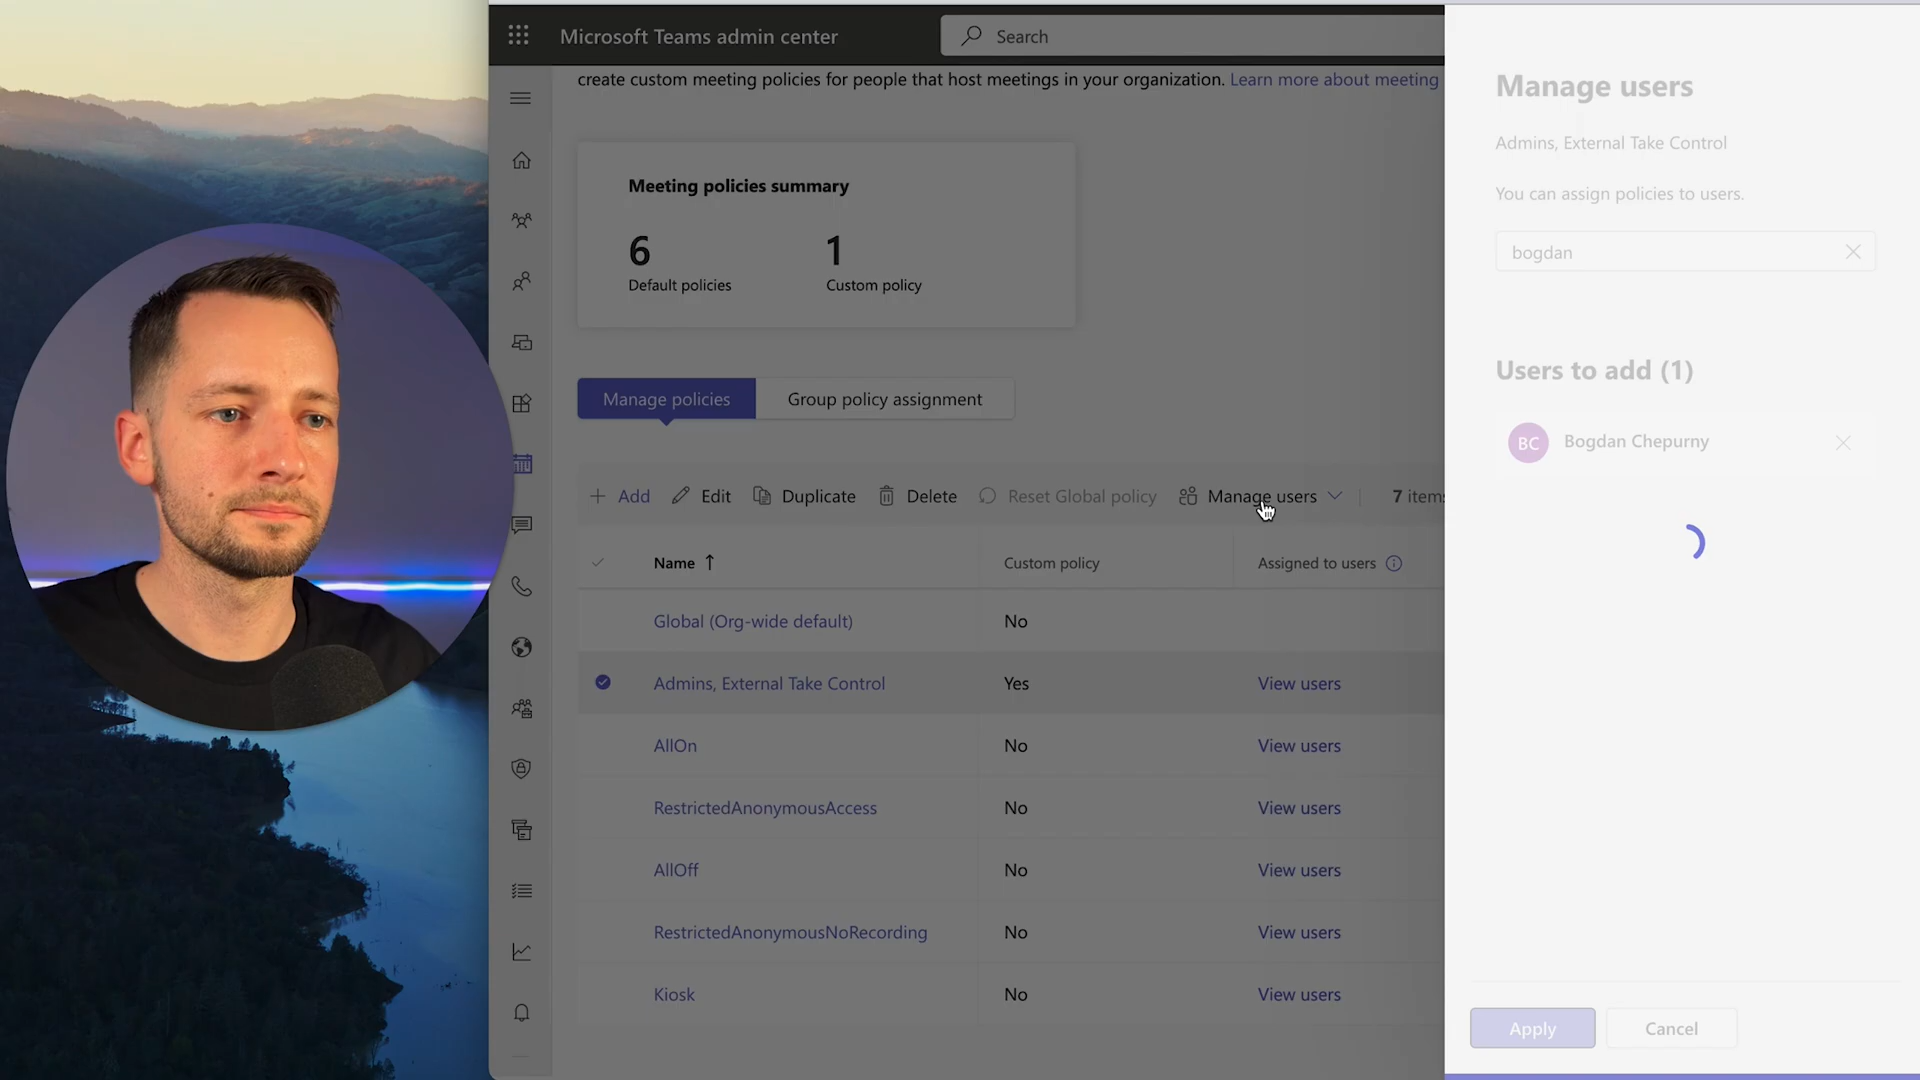 Microsoft Teams admin center
Search
create custom meeting policies for people that host meetings in your organization. Learn more about meeting
Meeting policies summary
6
1
Default policies
Custom policy
Manage policies
Group policy assignment
Add
Edit
Duplicate
Delete
Reset Global policy
Manage users
7 items
Name ↑
Custom policy
Assigned to users
Global (Org-wide default)
No
Admins, External Take Control
Yes
View users
AllOn
No
View users
RestrictedAnonymousAccess
No
View users
AllOff
No
View users
RestrictedAnonymousNoRecording
No
View users
Kiosk
No
View users
Manage users
Admins, External Take Control
You can assign policies to users.
bogdan
Users to add (1)
BC
Bogdan Chepurny
Apply
Cancel